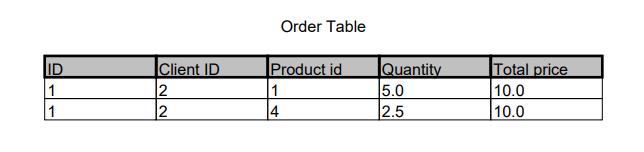 Order Table
ID Client ID Product id Quantity Total price
1 2 1 5.0 10.0
1 2 4 2.5 10.0